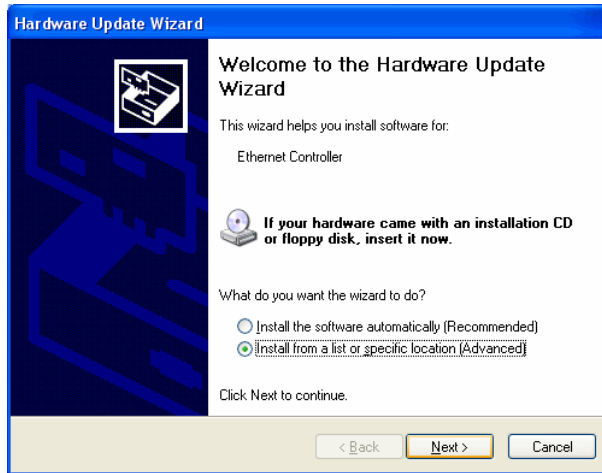 Hardware Update Wizard
Welcome to the Hardware Update
Wizard
This wizard helps you install software for:
Ethernet Controller
If your hardware came with an installation CD
or floppy disk, insert it now.
What do you want the wizard to do?
Install the software automatically (Recommended)
Install from a list or specific location (Advanced)
Click Next to continue.
< Back
Next >
Cancel